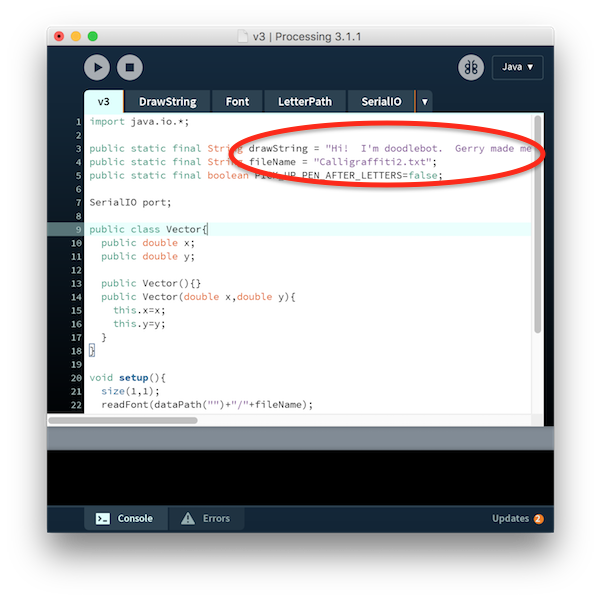 v3 | Processing 3.1.1
Java ▼
v3 DrawString Font LetterPath SerialIO ▼
1 import java.io.*;
2
3 public static final String drawString = "Hi!  I'm doodlebot.  Gerry made me
4 public static final String fileName = "Calligraffiti2.txt";
5 public static final boolean PICK_UP_PEN_AFTER_LETTERS=false;
6
7 SerialIO port;
8
9 public class Vector{
10   public double x;
11   public double y;
12
13   public Vector(){}
14   public Vector(double x,double y){
15     this.x=x;
16     this.y=y;
17   }
18 }
19
20 void setup(){
21   size(1,1);
22   readFont(dataPath("")+"/"+fileName);
Console Errors Updates 2